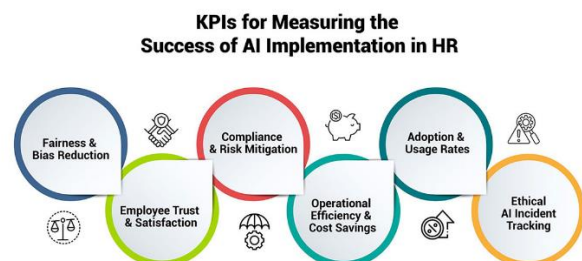 KPIs for Measuring the
Success of AI Implementation in HR
Fairness &
Bias Reduction
Employee Trust
& Satisfaction
Compliance
& Risk Mitigation
Operational
Efficiency &
Cost Savings
Adoption &
Usage Rates
Ethical
AI Incident
Tracking